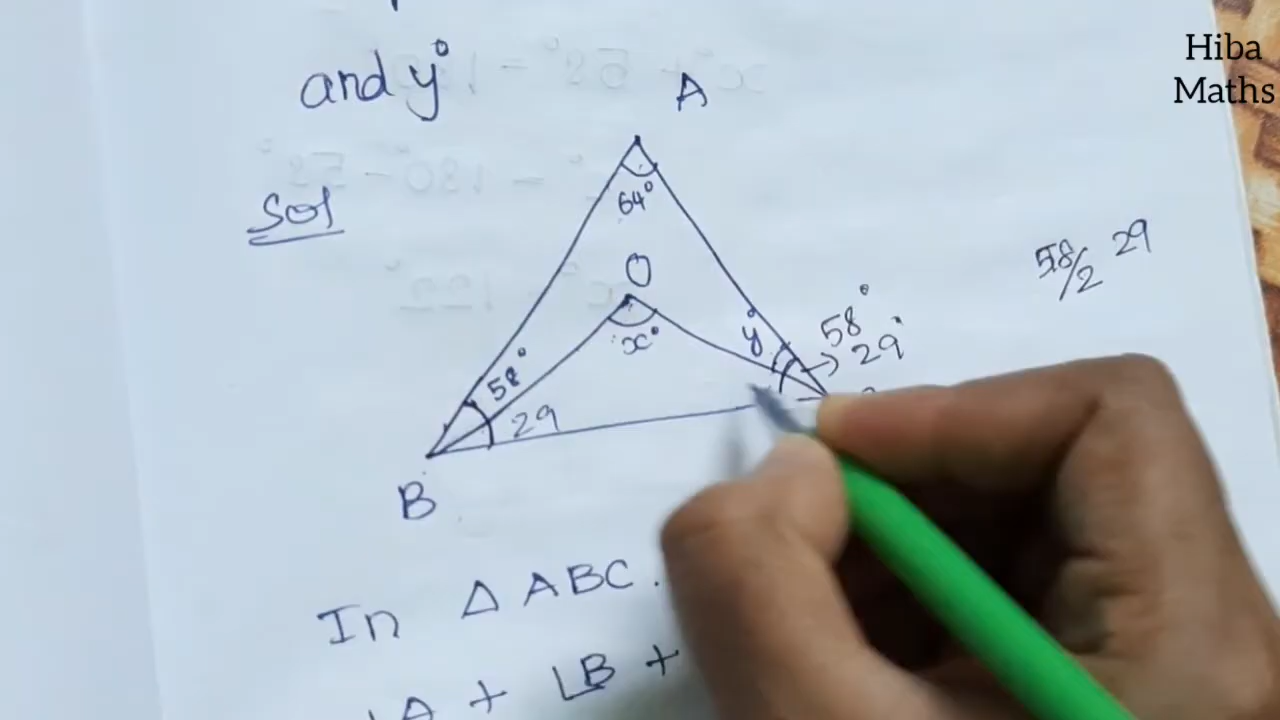 Hiba
Maths
and y°
A
Sol
64°
58/2 29
O
x°
y°
58°
29°
58°
29
B
In △ ABC.
∠A + ∠B +